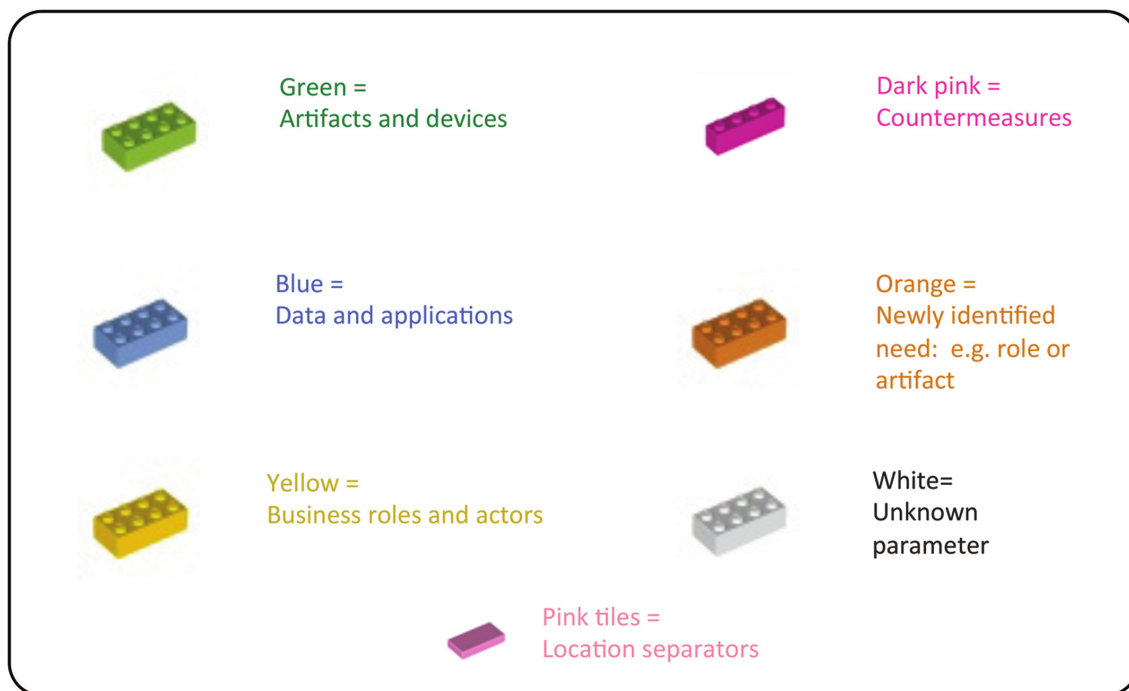 Green =
Artifacts and devices
Dark pink =
Countermeasures
Blue =
Data and applications
Orange =
Newly identified
need:  e.g. role or
artifact
Yellow =
Business roles and actors
White=
Unknown
parameter
Pink tiles =
Location separators